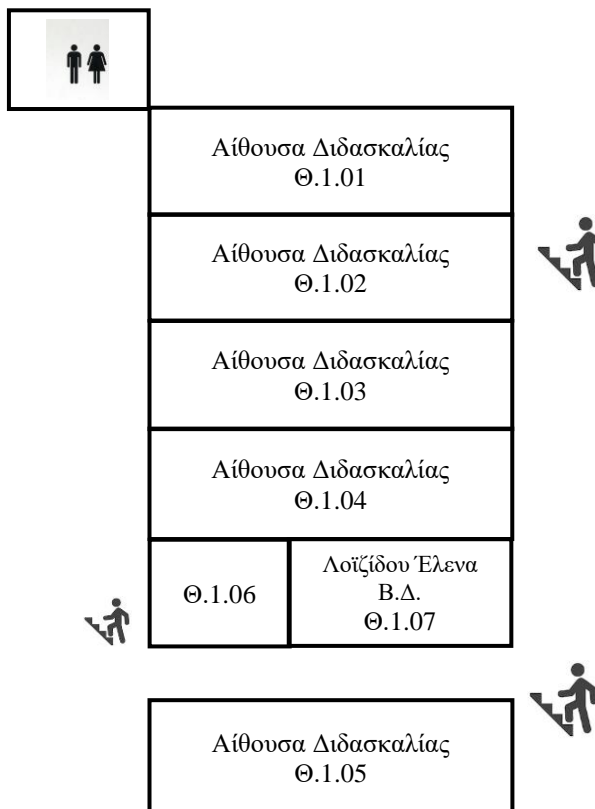 Αίθουσα Διδασκαλίας
Θ.1.01
Αίθουσα Διδασκαλίας
Θ.1.02
Αίθουσα Διδασκαλίας
Θ.1.03
Αίθουσα Διδασκαλίας
Θ.1.04
Θ.1.06
Λοϊζίδου Έλενα
Β.Δ.
Θ.1.07
Αίθουσα Διδασκαλίας
Θ.1.05